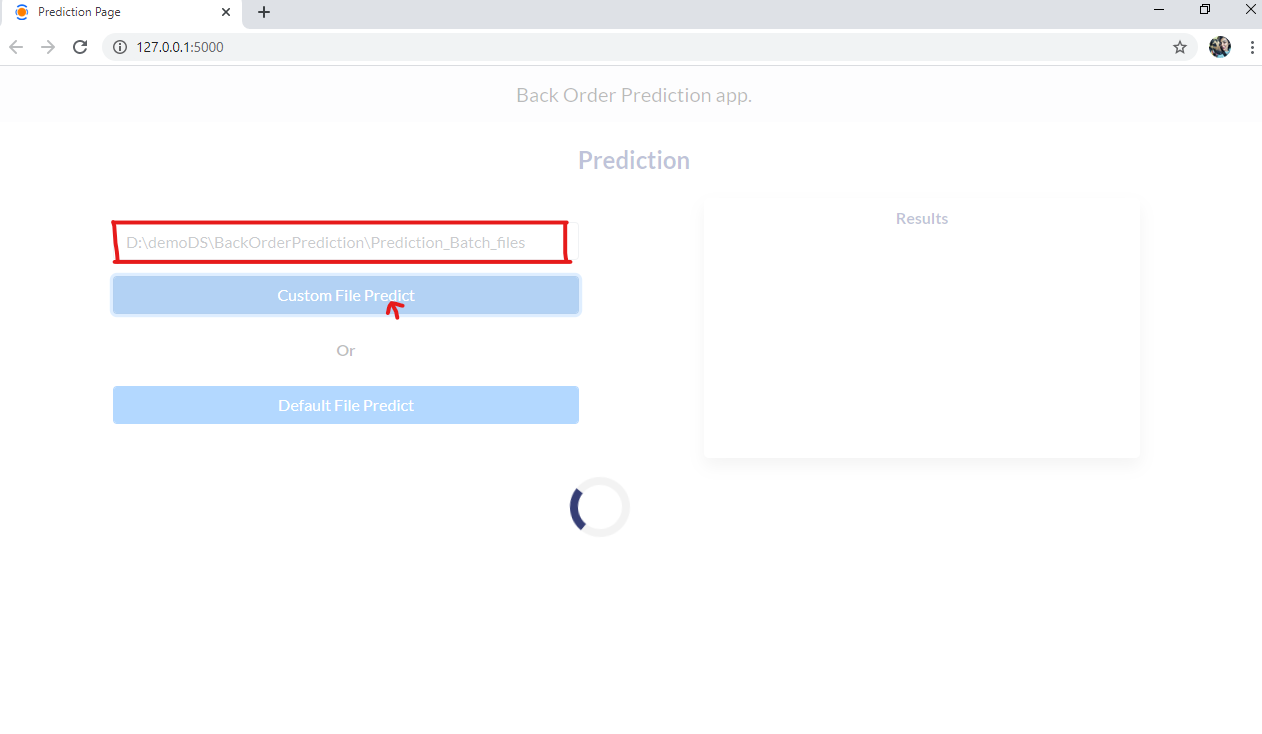 Prediction Page
127.0.0.1:5000
Back Order Prediction app.
Prediction
D:\demoDS\BackOrderPrediction\Prediction_Batch_files
Custom File Predict
Or
Default File Predict
Results